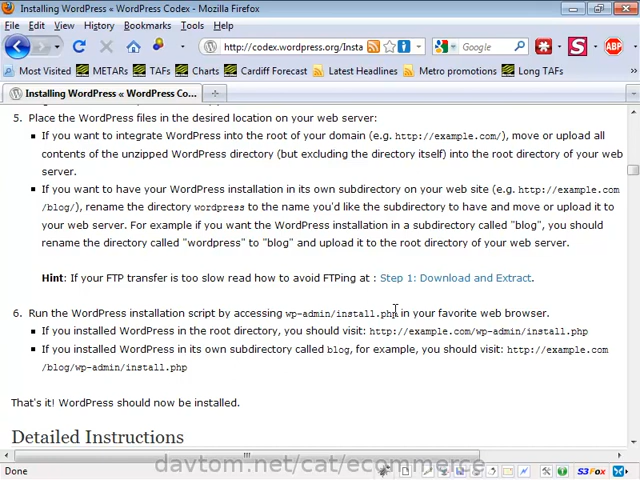 Installing WordPress « WordPress Codex - Mozilla Firefox
File Edit View History Bookmarks Tools Help
http://codex.wordpress.org/Insta
Google
ABP
Most Visited METARs TAFs Charts Cardiff Forecast Latest Headlines Metro promotions Long TAFs
Installing WordPress « WordPress Co...
5. Place the WordPress files in the desired location on your web server:
If you want to integrate WordPress into the root of your domain (e.g. http://example.com/), move or upload all
contents of the unzipped WordPress directory (but excluding the directory itself) into the root directory of your web
server.
If you want to have your WordPress installation in its own subdirectory on your web site (e.g. http://example.com
/blog/), rename the directory wordpress to the name you'd like the subdirectory to have and move or upload it to
your web server. For example if you want the WordPress installation in a subdirectory called "blog", you should
rename the directory called "wordpress" to "blog" and upload it to the root directory of your web server.
Hint: If your FTP transfer is too slow read how to avoid FTPing at : Step 1: Download and Extract.
6. Run the WordPress installation script by accessing wp-admin/install.php in your favorite web browser.
If you installed WordPress in the root directory, you should visit: http://example.com/wp-admin/install.php
If you installed WordPress in its own subdirectory called blog, for example, you should visit: http://example.com
/blog/wp-admin/install.php
That's it! WordPress should now be installed.
Detailed Instructions
davtom.net/cat/ecommerce
Done
S3Fox